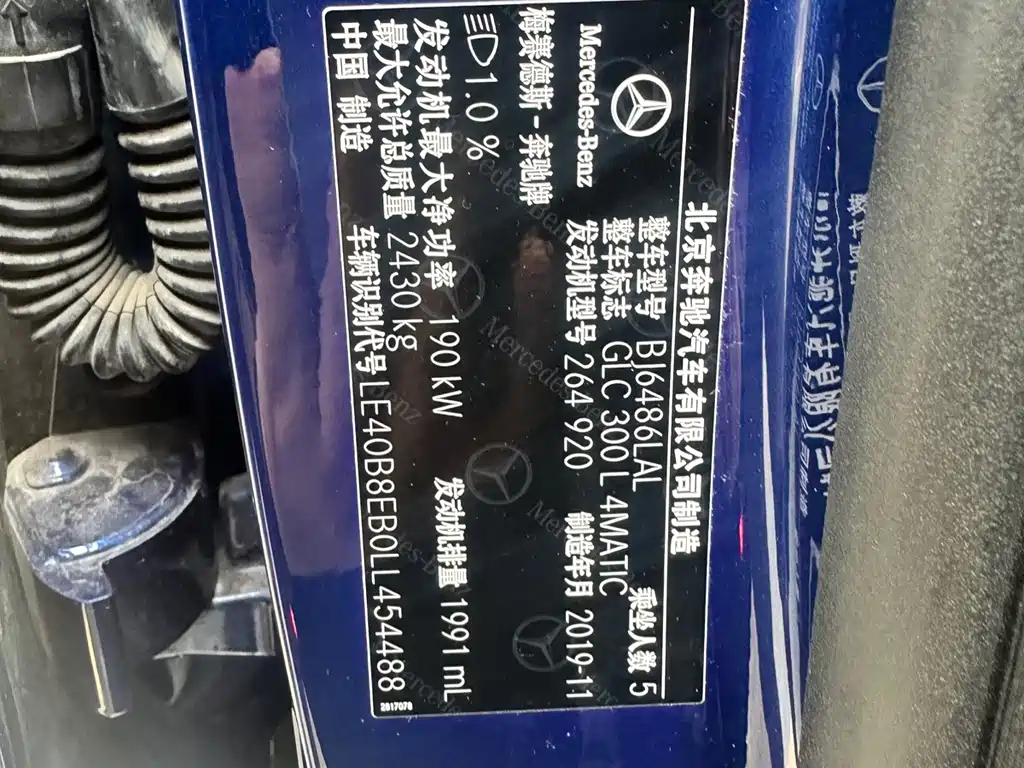 北京奔驰汽车有限公司制造
Mercedes-Benz
梅赛德斯-奔驰牌
整车型号 BJ6486LAL 乘坐人数 5
整车标志 GLC 300 L 4MATIC
发动机型号 264 920 制造年月 2019-11
1.0 %
发动机最大净功率 190 kW 发动机排量 1991 mL
最大允许总质量 2430 kg
中国 制造 车辆识别代号 LE40B8EB0LL454488
2817078